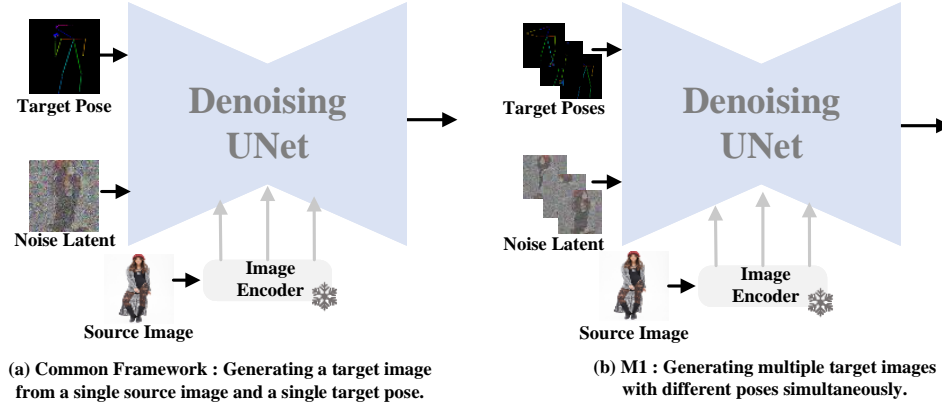 Target Pose
Denoising
UNet
Noise Latent
Image
Encoder
Source Image
(a) Common Framework : Generating a target image
from a single source image and a single target pose.
Target Poses
Denoising
UNet
Noise Latent
Image
Encoder
Source Image
(b) M1 : Generating multiple target images
with different poses simultaneously.